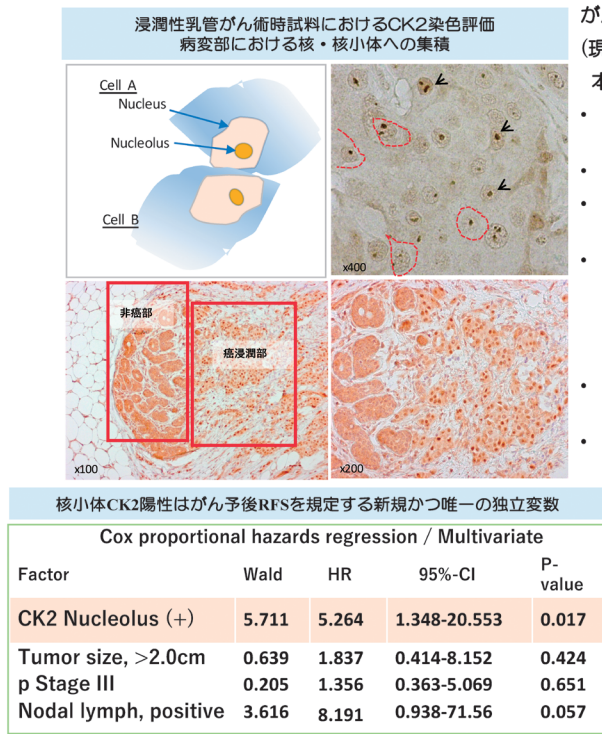 浸潤性乳管がん術時試料におけるCK2染色評価
病変部における核・核小体への集積
Cell A
Nucleus
Nucleolus
Cell B
x400
非癌部
癌浸潤部
x100
x200
が
(現
本
•
•
•
•
•
•
核小体CK2陽性はがん予後RFSを規定する新規かつ唯一の独立変数
Cox proportional hazards regression / Multivariate
Factor Wald HR 95%-CI P-value
CK2 Nucleolus (+) 5.711 5.264 1.348-20.553 0.017
Tumor size, >2.0cm 0.639 1.837 0.414-8.152 0.424
p Stage III 0.205 1.356 0.363-5.069 0.651
Nodal lymph, positive 3.616 8.191 0.938-71.56 0.057